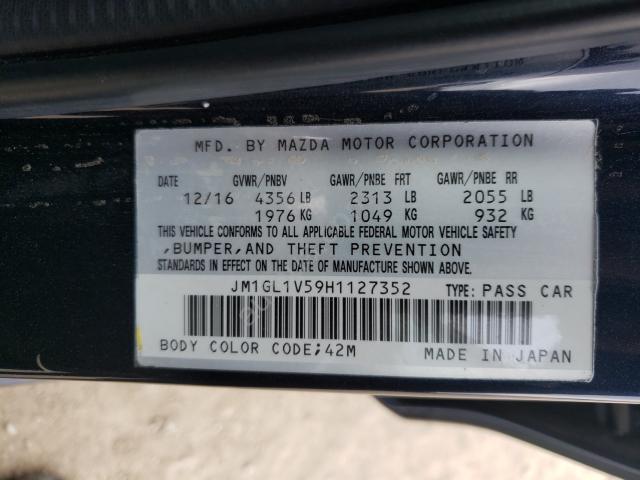 MFD. BY MAZDA MOTOR CORPORATION
DATE GVWR/PNBV GAWR/PNBE FRT GAWR/PNBE RR
12/16 4356 LB 2313 LB 2055 LB
1976 KG 1049 KG 932 KG
THIS VEHICLE CONFORMS TO ALL APPLICABLE FEDERAL MOTOR VEHICLE SAFETY
,BUMPER,AND THEFT PREVENTION
STANDARDS IN EFFECT ON THE DATE OF MANUFACTURE SHOWN ABOVE.
JM1GL1V59H1127352 TYPE: PASS CAR
BODY COLOR CODE;42M MADE IN JAPAN